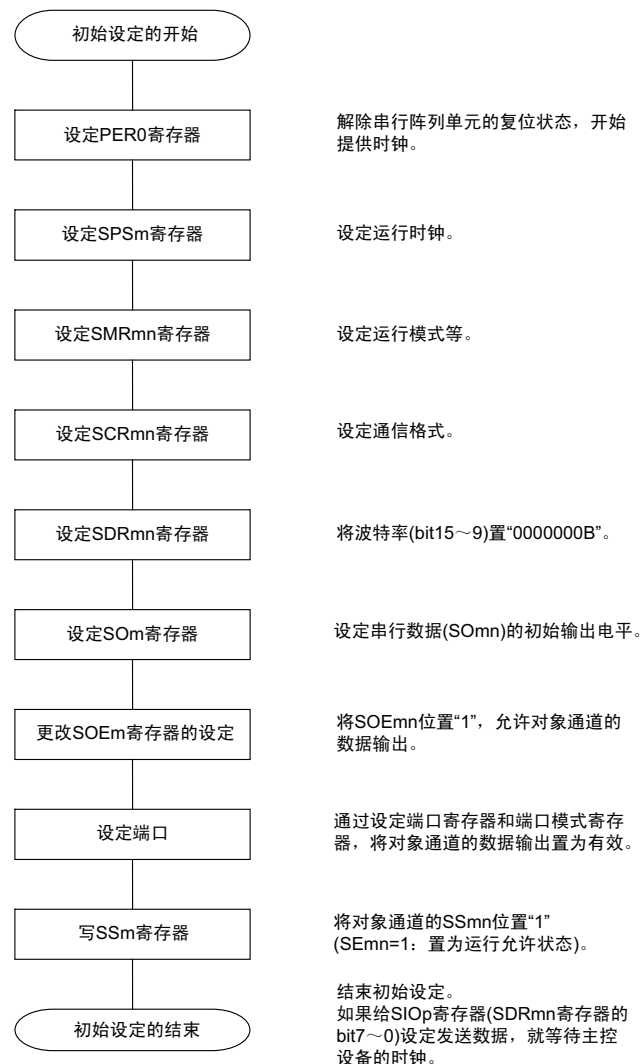 初始设定的开始
设定PER0寄存器
解除串行阵列单元的复位状态，开始
提供时钟。
设定SPSm寄存器
设定运行时钟。
设定SMRmn寄存器
设定运行模式等。
设定SCRmn寄存器
设定通信格式。
设定SDRmn寄存器
将波特率(bit15～9)置“0000000B”。
设定SOm寄存器
设定串行数据(SOmn)的初始输出电平。
更改SOEm寄存器的设定
将SOEmn位置“1”，允许对象通道的
数据输出。
设定端口
通过设定端口寄存器和端口模式寄存
器，将对象通道的数据输出置为有效。
写SSm寄存器
将对象通道的SSmn位置“1”
(SEmn=1：置为运行允许状态)。
初始设定的结束
结束初始设定。
如果给SIOp寄存器(SDRmn寄存器的
bit7～0)设定发送数据，就等待主控
设备的时钟。